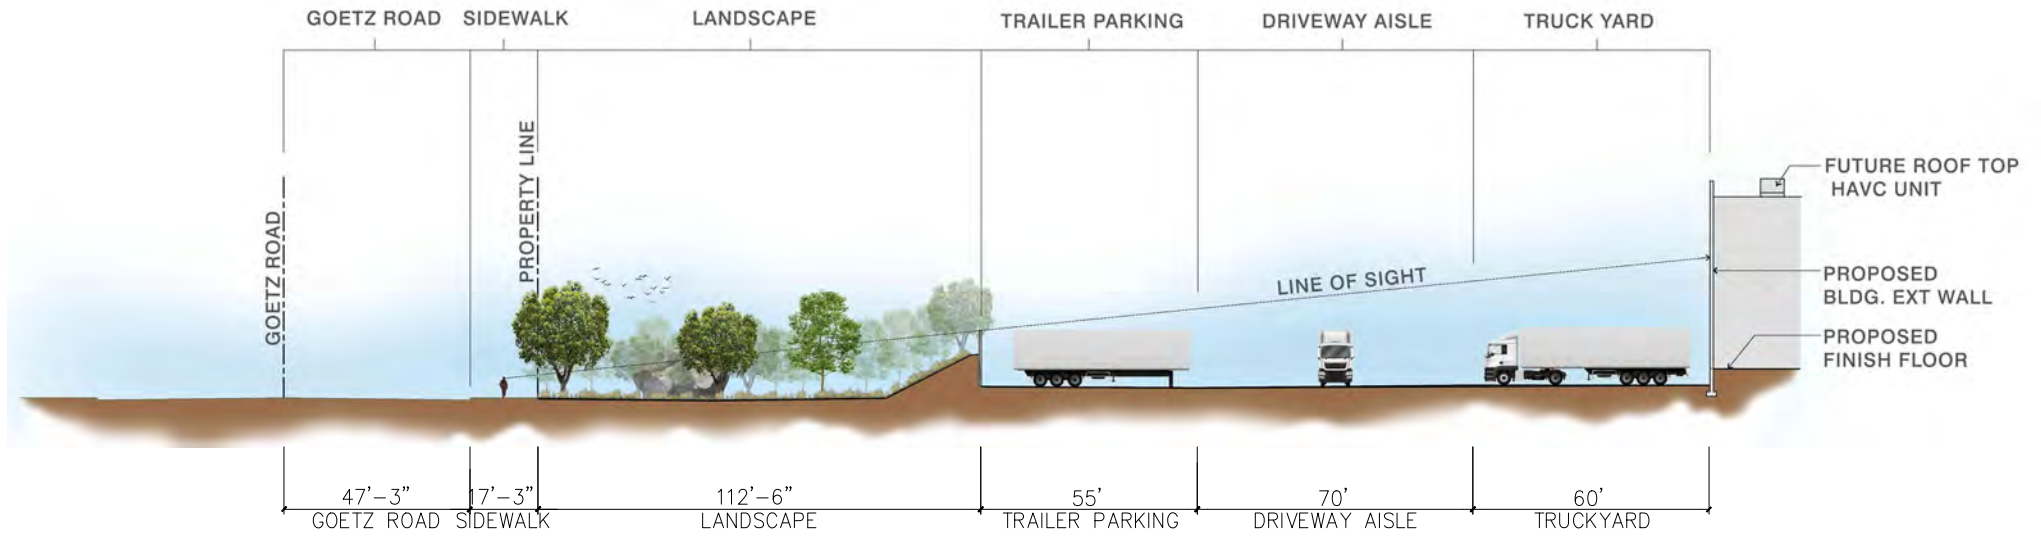 GOETZ ROAD SIDEWALK LANDSCAPE TRAILER PARKING DRIVEWAY AISLE TRUCK YARD
GOETZ ROAD
PROPERTY LINE
LINE OF SIGHT
FUTURE ROOF TOP
HAVC UNIT
PROPOSED
BLDG. EXT WALL
PROPOSED
FINISH FLOOR
47'-3" 17'-3" 112'-6" 55' 70' 60'
GOETZ ROAD SIDEWALK LANDSCAPE TRAILER PARKING DRIVEWAY AISLE TRUCKYARD